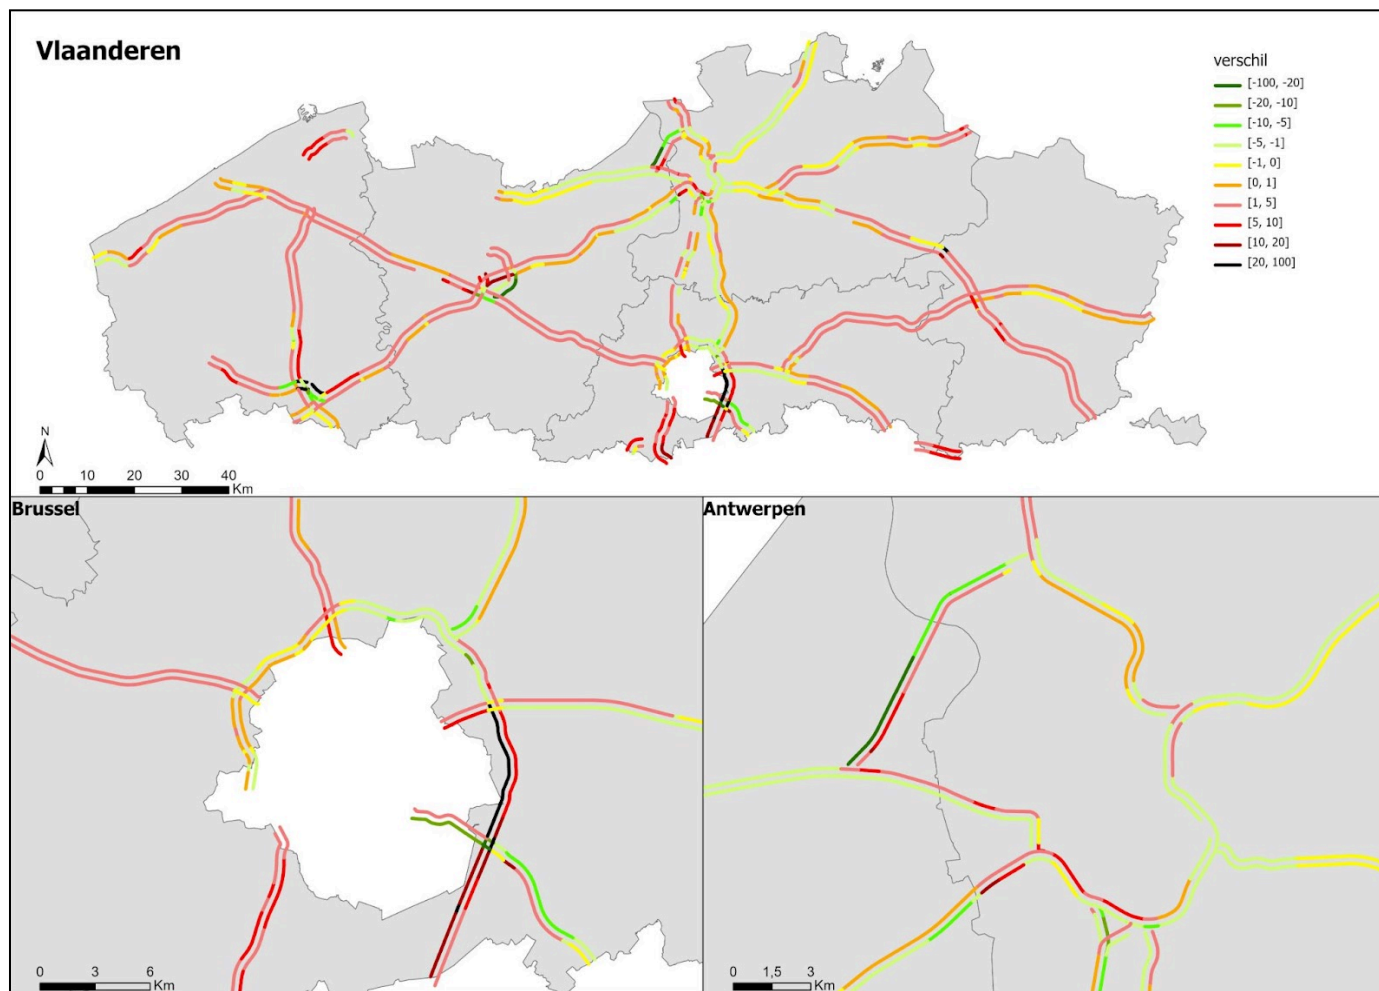 Vlaanderen
verschil
[-100, -20]
[-20, -10]
[-10, -5]
[-5, -1]
[-1, 0]
[0, 1]
[1, 5]
[5, 10]
[10, 20]
[20, 100]
N
0 10 20 30 40
Km
Brussel
0 3 6
Km
Antwerpen
0 1,5 3
Km